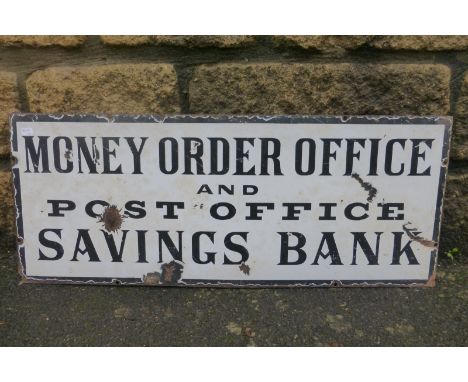 MONEY ORDER OFFICE
AND
POST OFFICE
SAVINGS BANK